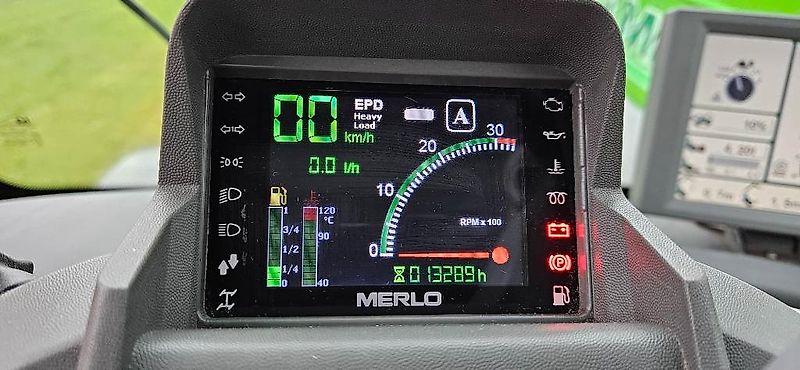 00 EPD
Heavy
Load
km/h
A
0.0 l/h
30
20
10
0
RPM x 100
1
3/4
1/2
1/4
0
120
°C
90
40
013289h
P
MERLO
10%